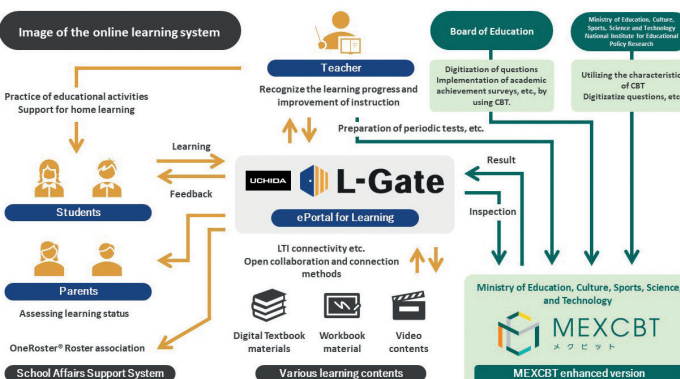 Image of the online learning system
Board of Education
Ministry of Education, Culture,
Sports, Science and Technology
National Institute for Educational
Policy Research
Teacher
Recognize the learning progress and
improvement of instruction
Digitization of questions
Implementation of academic
achievement surveys, etc., by
using CBT.
Utilizing the characteristic
of CBT
Digitizatize questions, etc
Practice of educational activities
Support for home learning
Preparation of periodic tests, etc.
Learning
Feedback
Students
UCHIDA
L-Gate
ePortal for Learning
Result
Inspection
Parents
Assessing learning status
LTI connectivity etc.
Open collaboration and connection
methods
Digital Textbook
materials
Workbook
material
Video
contents
Ministry of Education, Culture, Sports, Science,
and Technology
MEXCBT
メクビット
OneRoster® Roster association
School Affairs Support System
Various learning contents
MEXCBT enhanced version